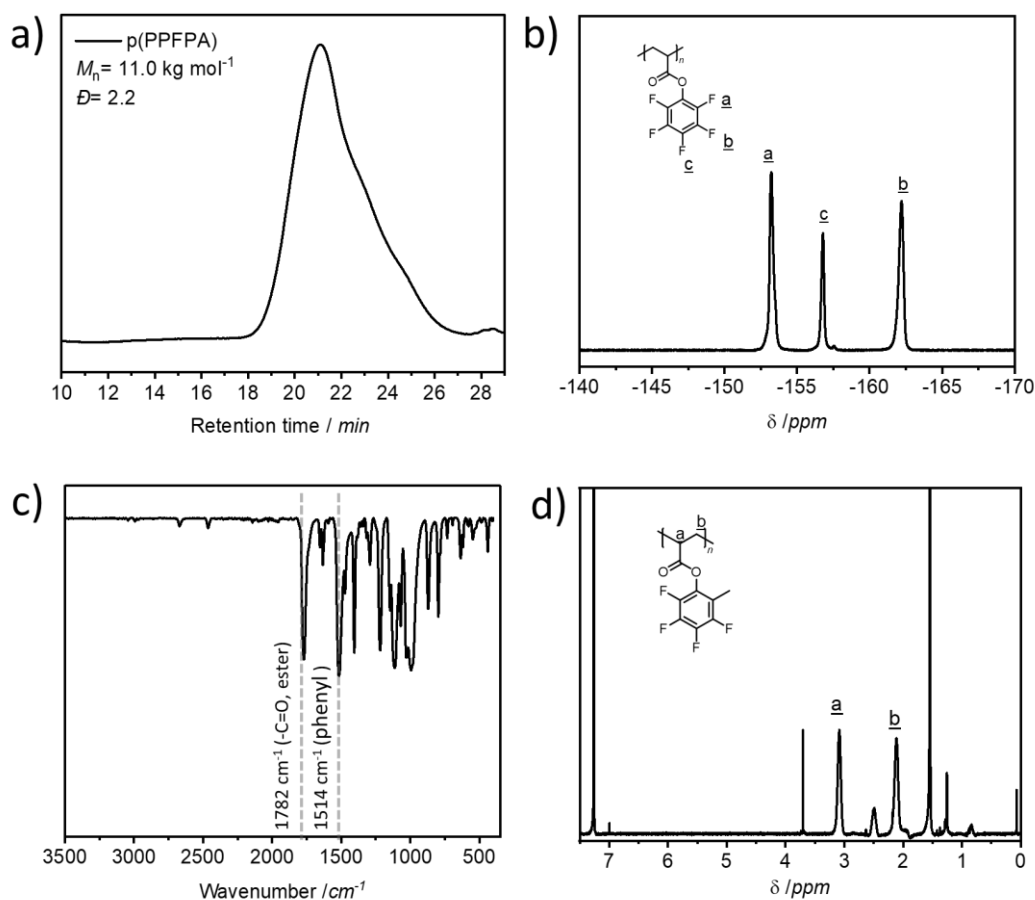 a)
p(PPFPA)
Mn= 11.0 kg mol-1
Đ= 2.2
10 12 14 16 18 20 22 24 26 28
Retention time / min
b)
n
O
O
F F a
F F b
F
c
a
c
b
-140 -145 -150 -155 -160 -165 -170
δ /ppm
c)
1782 cm-1 (-C=O, ester)
1514 cm-1 (phenyl )
3500 3000 2500 2000 1500 1000 500
Wavenumber /cm-1
d)
b
a n
O
O
F
F F
F
a
b
7 6 5 4 3 2 1 0
δ /ppm